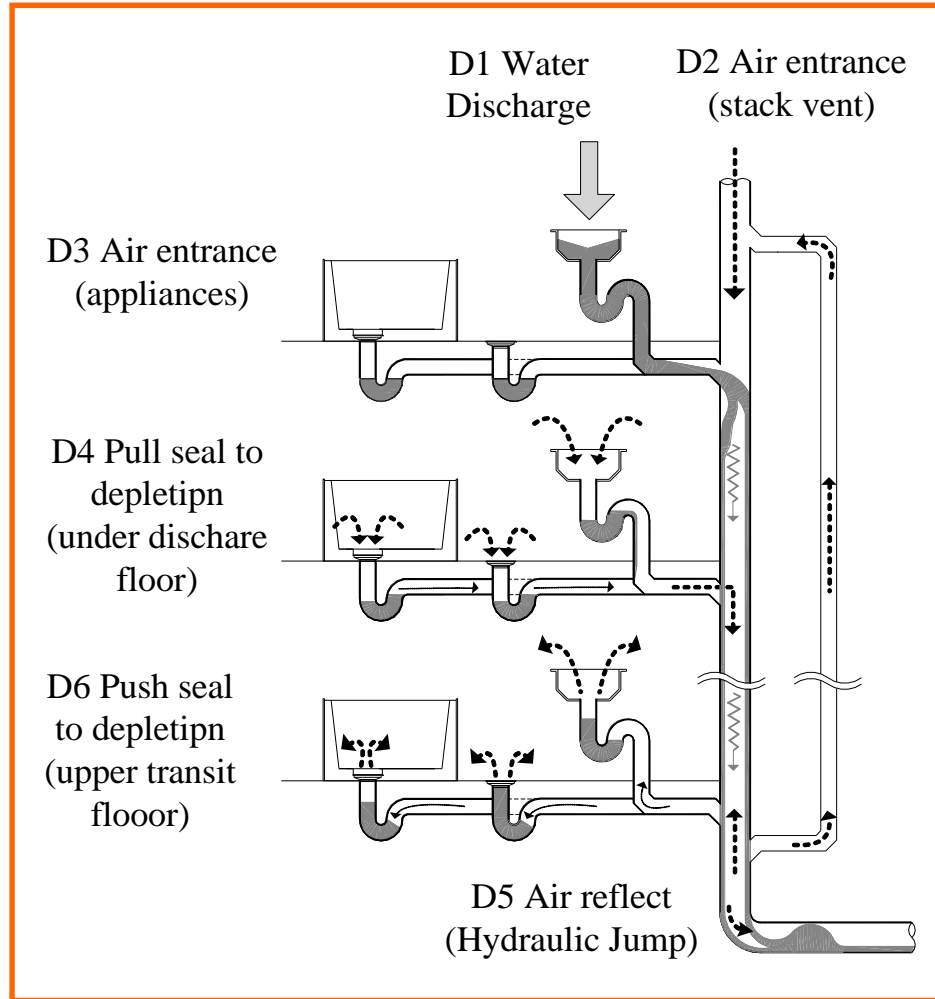 D1 Water
Discharge
D2 Air entrance
(stack vent)
D3 Air entrance
(appliances)
D4 Pull seal to
depletipn
(under dischare
floor)
D6 Push seal
to depletipn
(upper transit
flooor)
D5 Air reflect
(Hydraulic Jump)